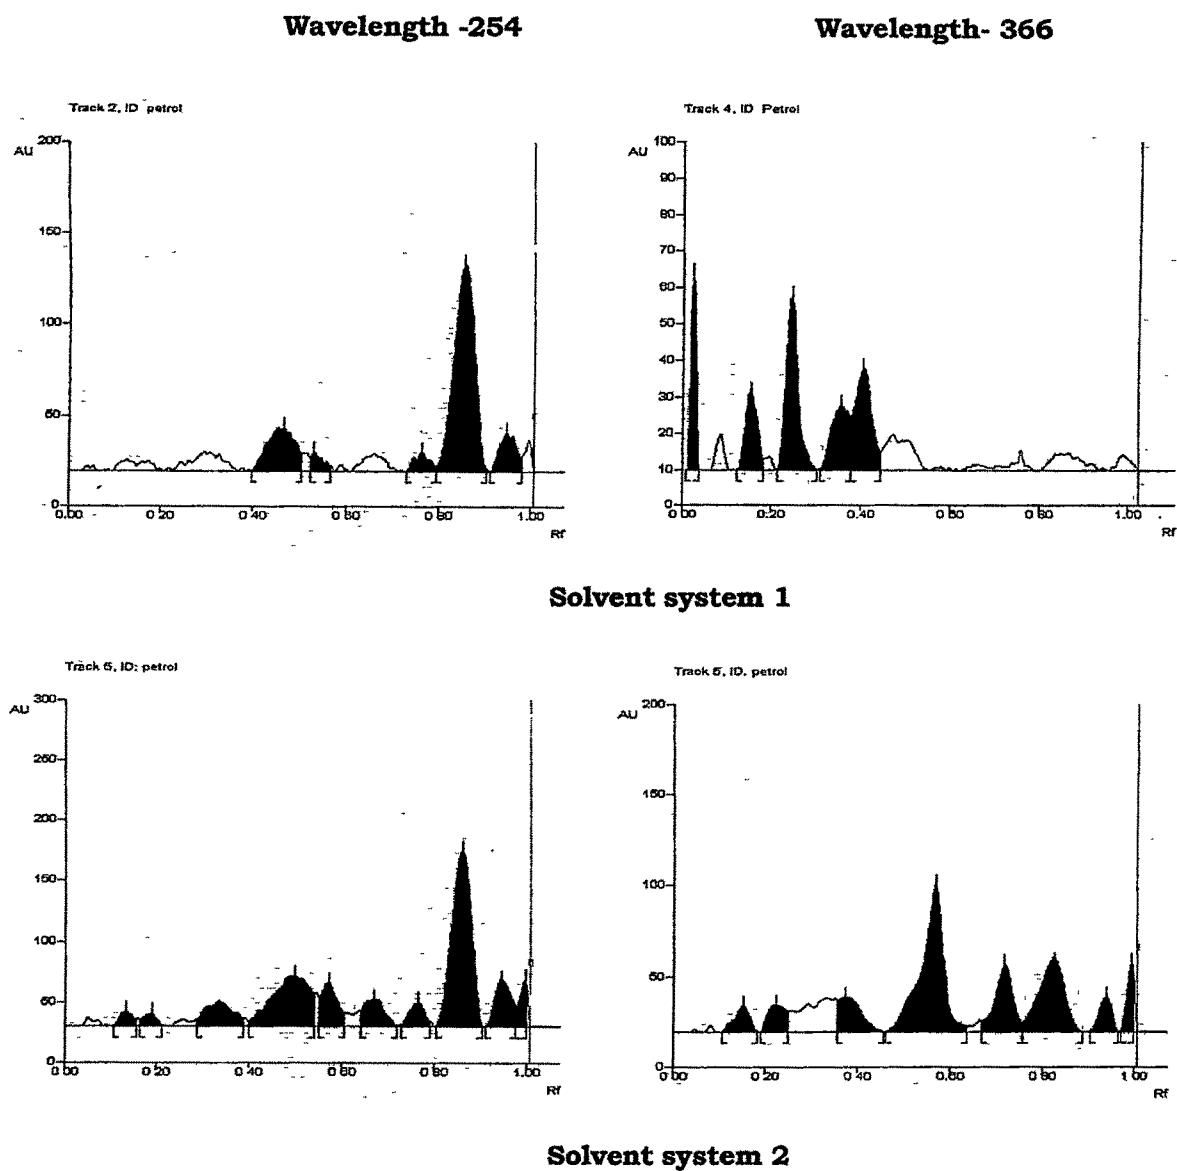 Wavelength -254
Wavelength- 366
Track 2, ID petrol
Track 4, ID Petrol
AU
200
150
100
50
0
0.00 0.20 0.40 0.60 0.80 1.00
Rf
AU
100
90
80
70
60
50
40
30
20
10
0
0.00 0.20 0.40 0.60 0.80 1.00
Rf
Solvent system 1
Track 6, ID: petrol
Track 6, ID. petrol
AU
300
250
200
150
100
50
0
0.00 0.20 0.40 0.60 0.80 1.00
Rf
AU
200
150
100
50
0
0.00 0.20 0.40 0.60 0.80 1.00
Rf
Solvent system 2